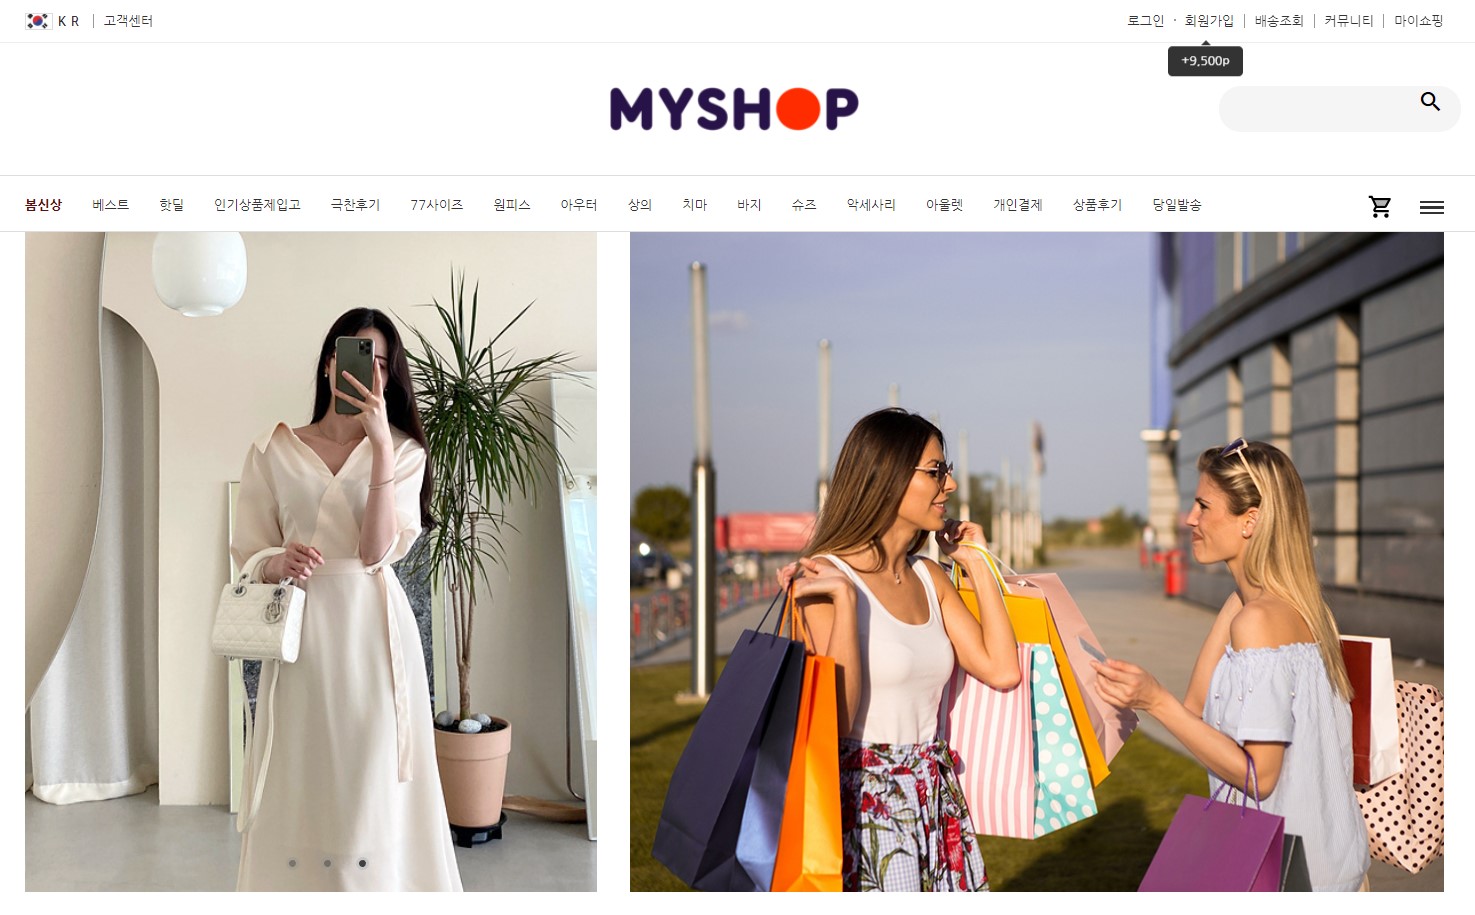 KR | 고객센터
로그인 · 회원가입 | 배송조회 | 커뮤니티 | 마이쇼핑
+9,500p
MYSHOP
봄신상 베스트 핫딜 인기상품제입고 극찬후기 77사이즈 원피스 아우터 상의 치마 바지 슈즈 악세사리 아울렛 개인결제 상품후기 당일발송